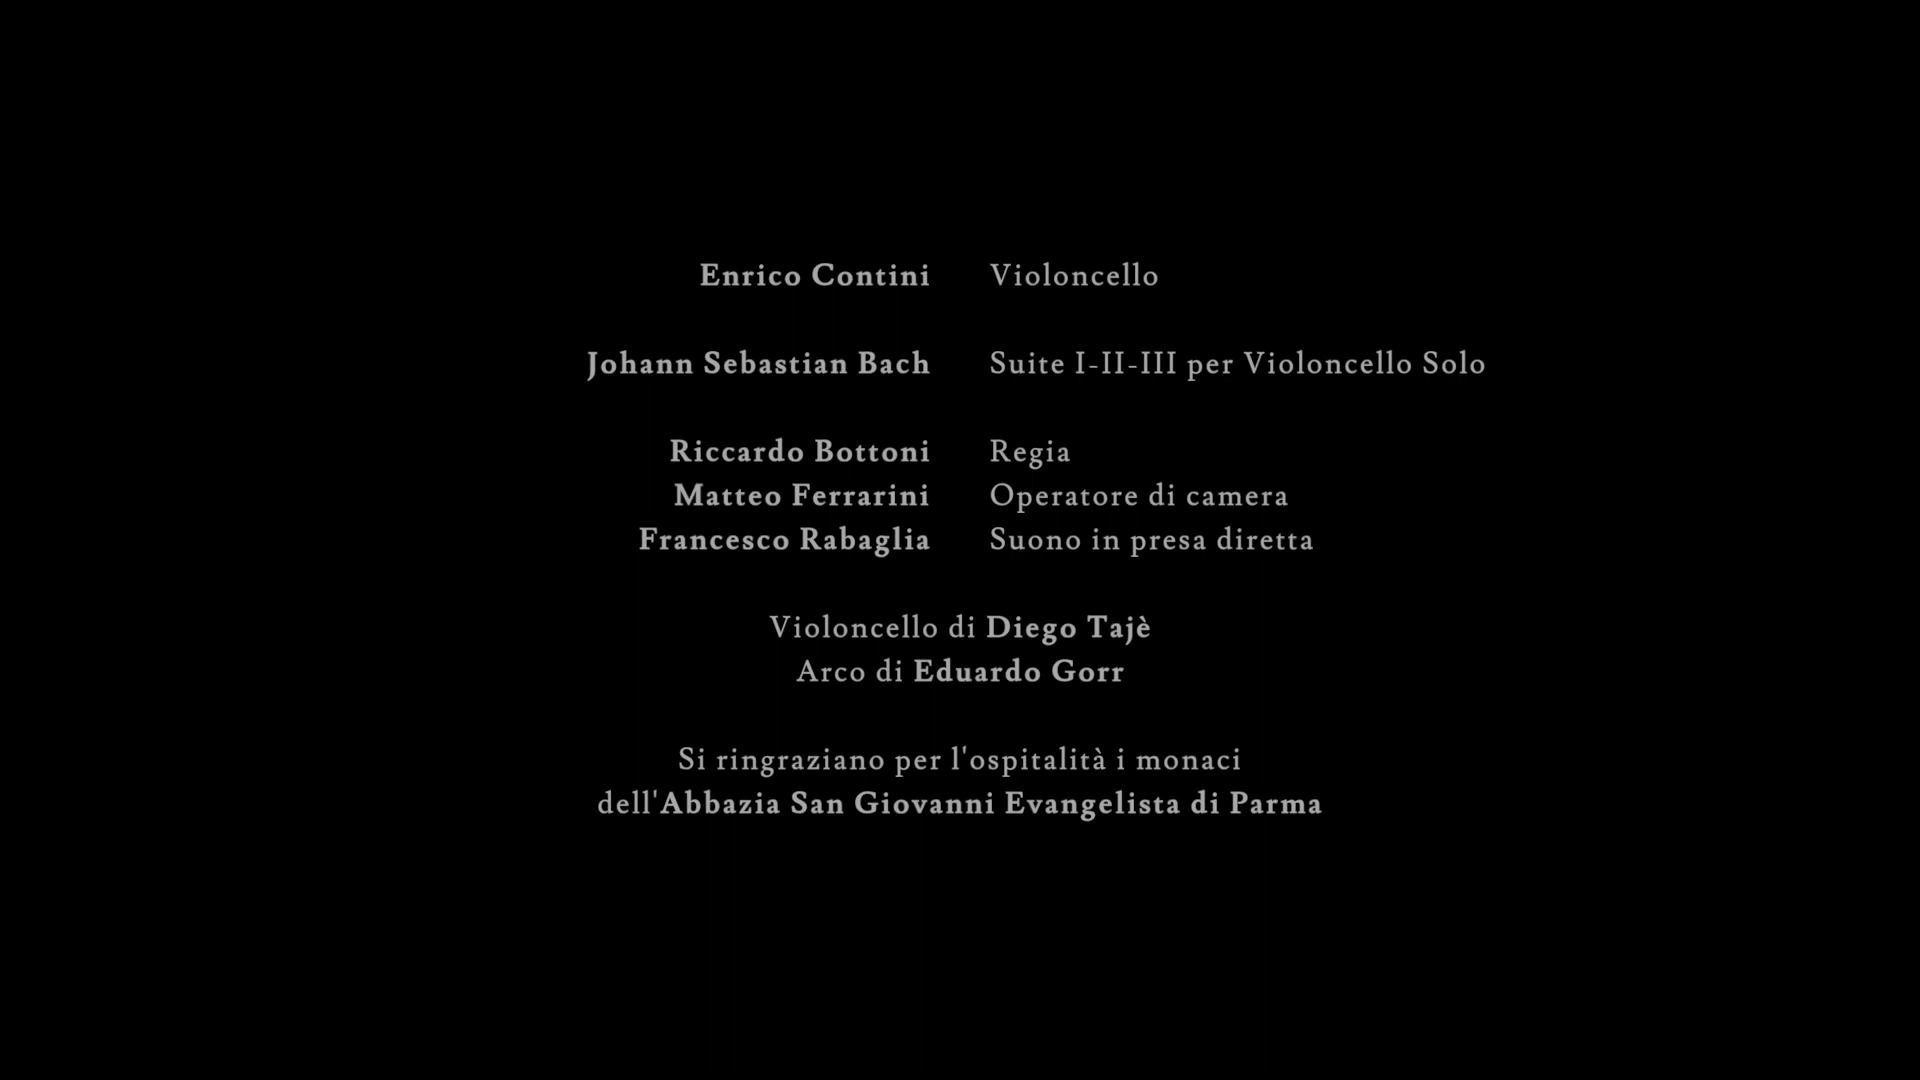 Enrico Contini Violoncello
Johann Sebastian Bach Suite I-II-III per Violoncello Solo
Riccardo Bottoni Regia
Matteo Ferrarini Operatore di camera
Francesco Rabaglia Suono in presa diretta
Violoncello di Diego Tajè
Arco di Eduardo Gorr
Si ringraziano per l'ospitalità i monaci
dell'Abbazia San Giovanni Evangelista di Parma